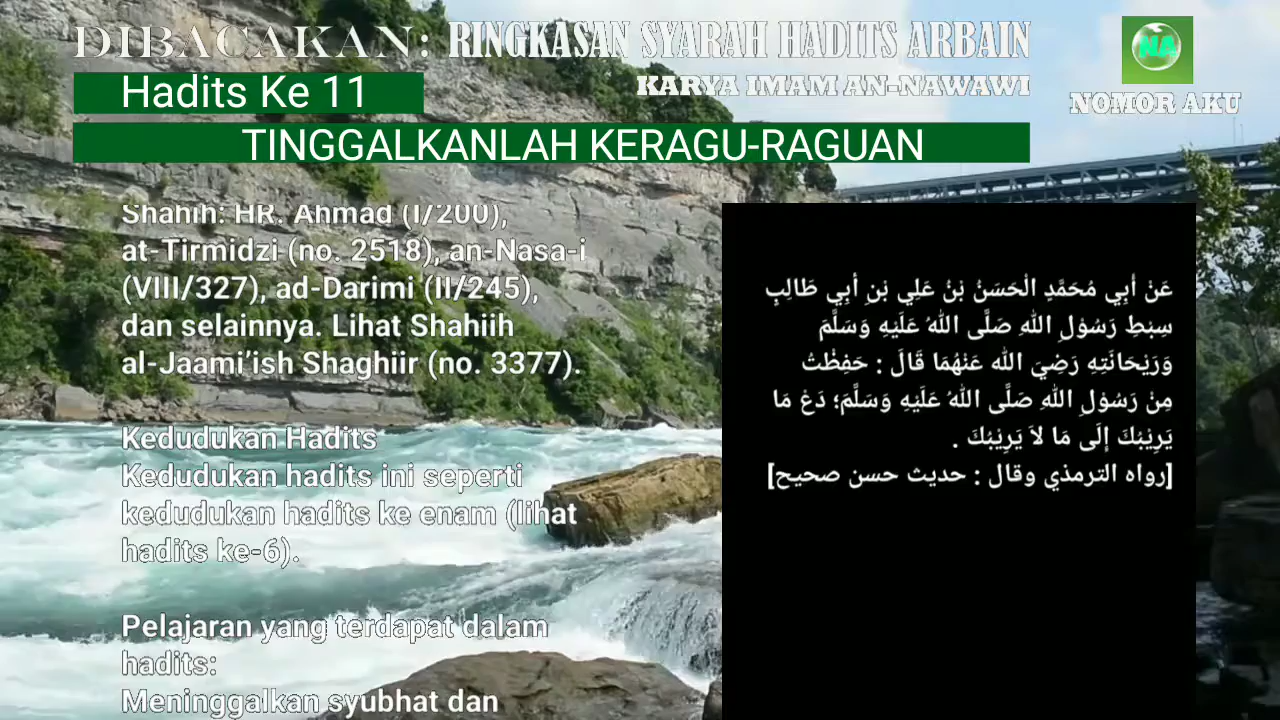 DIBACAKAN: RINGKASAN SYARAH HADITS ARBAIN
KARYA IMAM AN-NAWAWI
NA
NOMOR AKU
Hadits Ke 11
TINGGALKANLAH KERAGU-RAGUAN
Shahih: HR. Ahmad (I/200),
at-Tirmidzi (no. 2518), an-Nasa-i
(VIII/327), ad-Darimi (II/245),
dan selainnya. Lihat Shahiih
al-Jaami’ish Shaghiir (no. 3377).
Kedudukan Hadits
Kedudukan hadits ini seperti
kedudukan hadits ke enam (lihat
hadits ke-6).
Pelajaran yang terdapat dalam
hadits:
Meninggalkan syubhat dan
عَنْ أَبِي مُحَمَّدٍ الْحَسَنُ بْنُ عَلِي بْنِ أَبِي طَالِبٍ
سِبْطِ رَسُوْلِ اللهِ صَلَّى اللهُ عَلَيْهِ وَسَلَّمَ
وَرَيْحَانَتِهِ رَضِيَ اللهُ عَنْهُمَا قَالَ : حَفِظْتُ
مِنْ رَسُوْلِ اللهِ صَلَّى اللهُ عَلَيْهِ وَسَلَّمَ؛ دَعْ مَا
يَرِيْبُكَ إِلَى مَا لاَ يَرِيْبُكَ .
[رواه الترمذي وقال : حديث حسن صحيح]